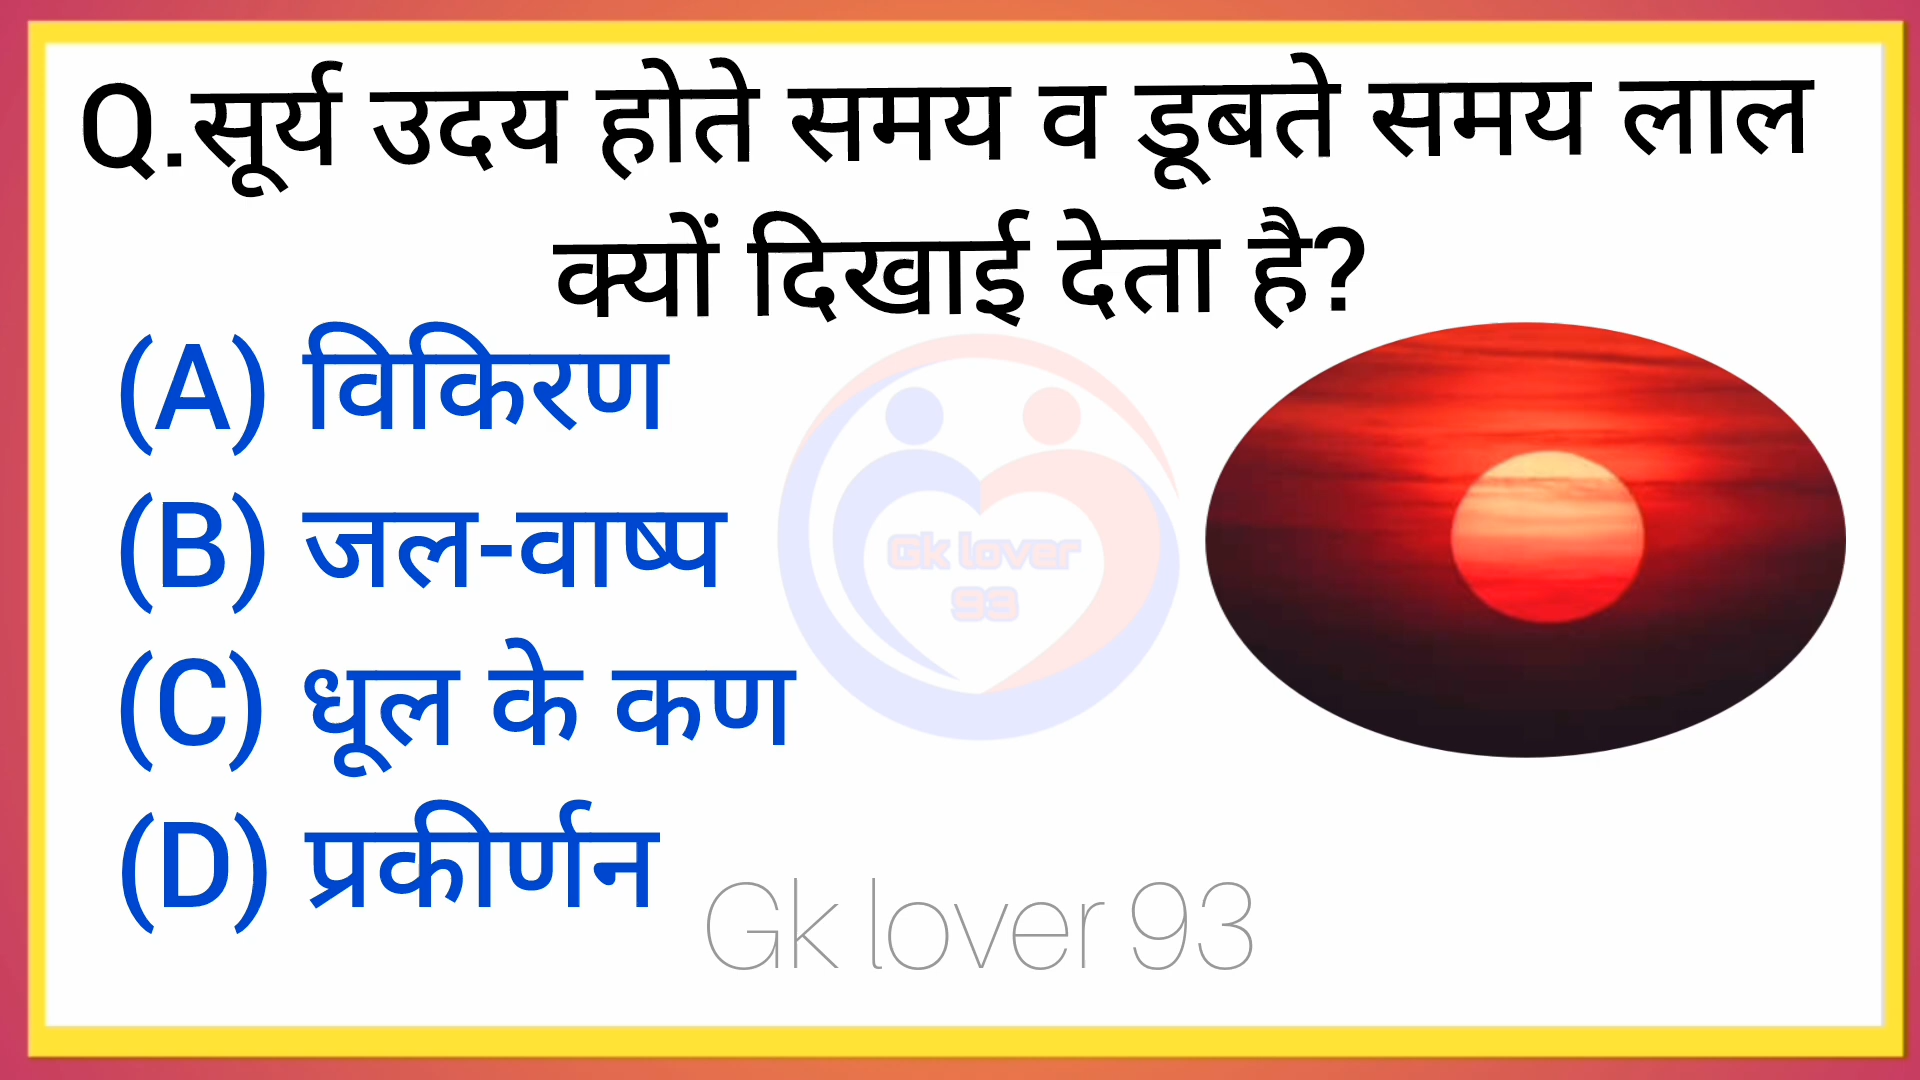 Q.सूर्य उदय होते समय व डूबते समय लाल
क्यों दिखाई देता है?
(A) विकिरण
(B) जल-वाष्प
(C) धूल के कण
(D) प्रकीर्णन
Gk lover
93
Gk lover 93